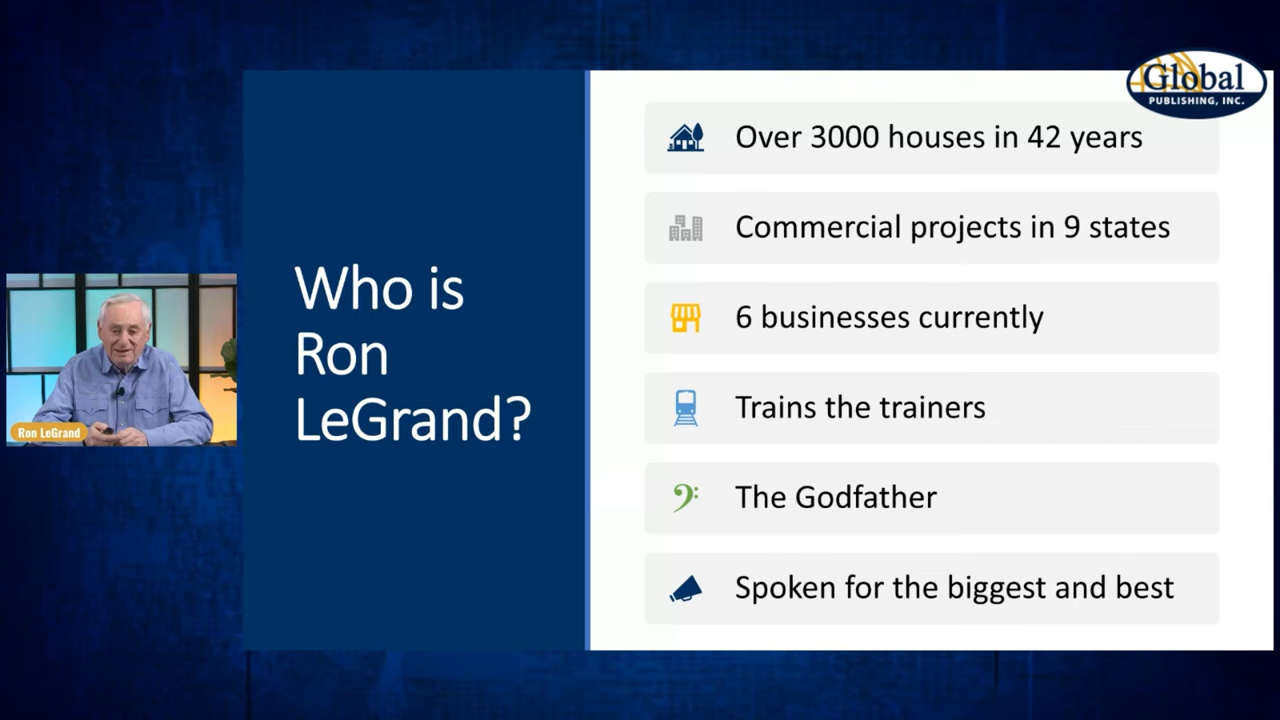 Global
PUBLISHING, INC.
Over 3000 houses in 42 years
Commercial projects in 9 states
6 businesses currently
Trains the trainers
The Godfather
Spoken for the biggest and best
Who is
Ron
LeGrand?
Ron LeGrand